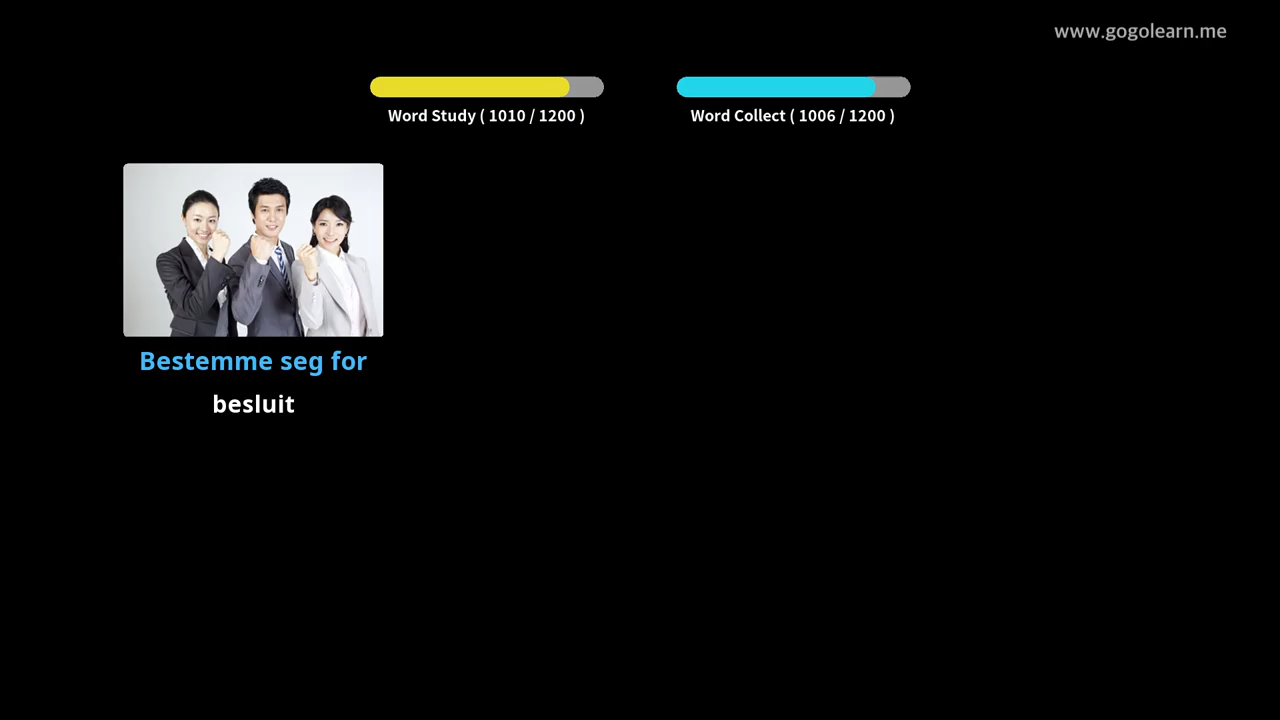 www.gogolearn.me
Word Study ( 1010 / 1200 )
Word Collect ( 1006 / 1200 )
Bestemme seg for
besluit